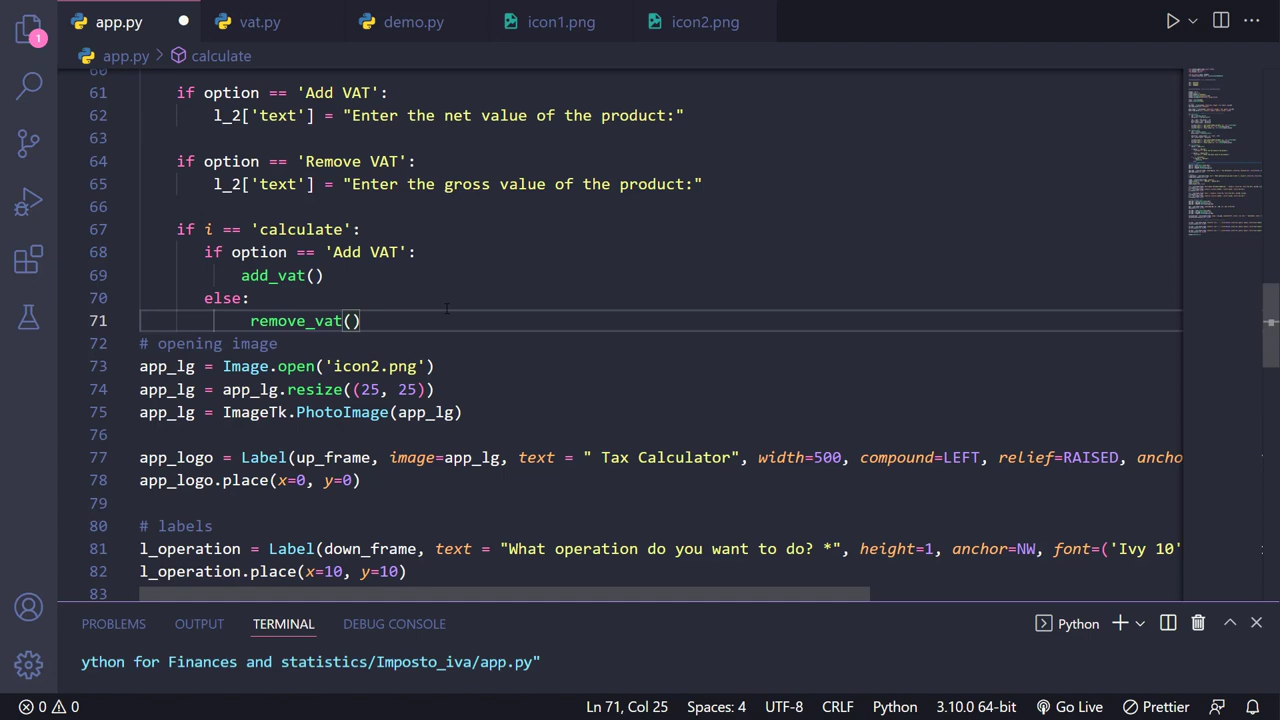 app.py
vat.py
demo.py
icon1.png
icon2.png
1
app.py
calculate
60
61 if option == 'Add VAT':
62 l_2['text'] = "Enter the net value of the product:"
63
64 if option == 'Remove VAT':
65 l_2['text'] = "Enter the gross value of the product:"
66
67 if i == 'calculate':
68 if option == 'Add VAT':
69 add_vat()
70 else:
71 remove_vat()
72 # opening image
73 app_lg = Image.open('icon2.png')
74 app_lg = app_lg.resize((25, 25))
75 app_lg = ImageTk.PhotoImage(app_lg)
76
77 app_logo = Label(up_frame, image=app_lg, text = " Tax Calculator", width=500, compound=LEFT, relief=RAISED, ancho
78 app_logo.place(x=0, y=0)
79
80 # labels
81 l_operation = Label(down_frame, text = "What operation do you want to do? *", height=1, anchor=NW, font=('Ivy 10'
82 l_operation.place(x=10, y=10)
83
PROBLEMS OUTPUT TERMINAL DEBUG CONSOLE
Python
ython for Finances and statistics/Imposto_iva/app.py"
0 0
Ln 71, Col 25 Spaces: 4 UTF-8 CRLF Python 3.10.0 64-bit Go Live Prettier